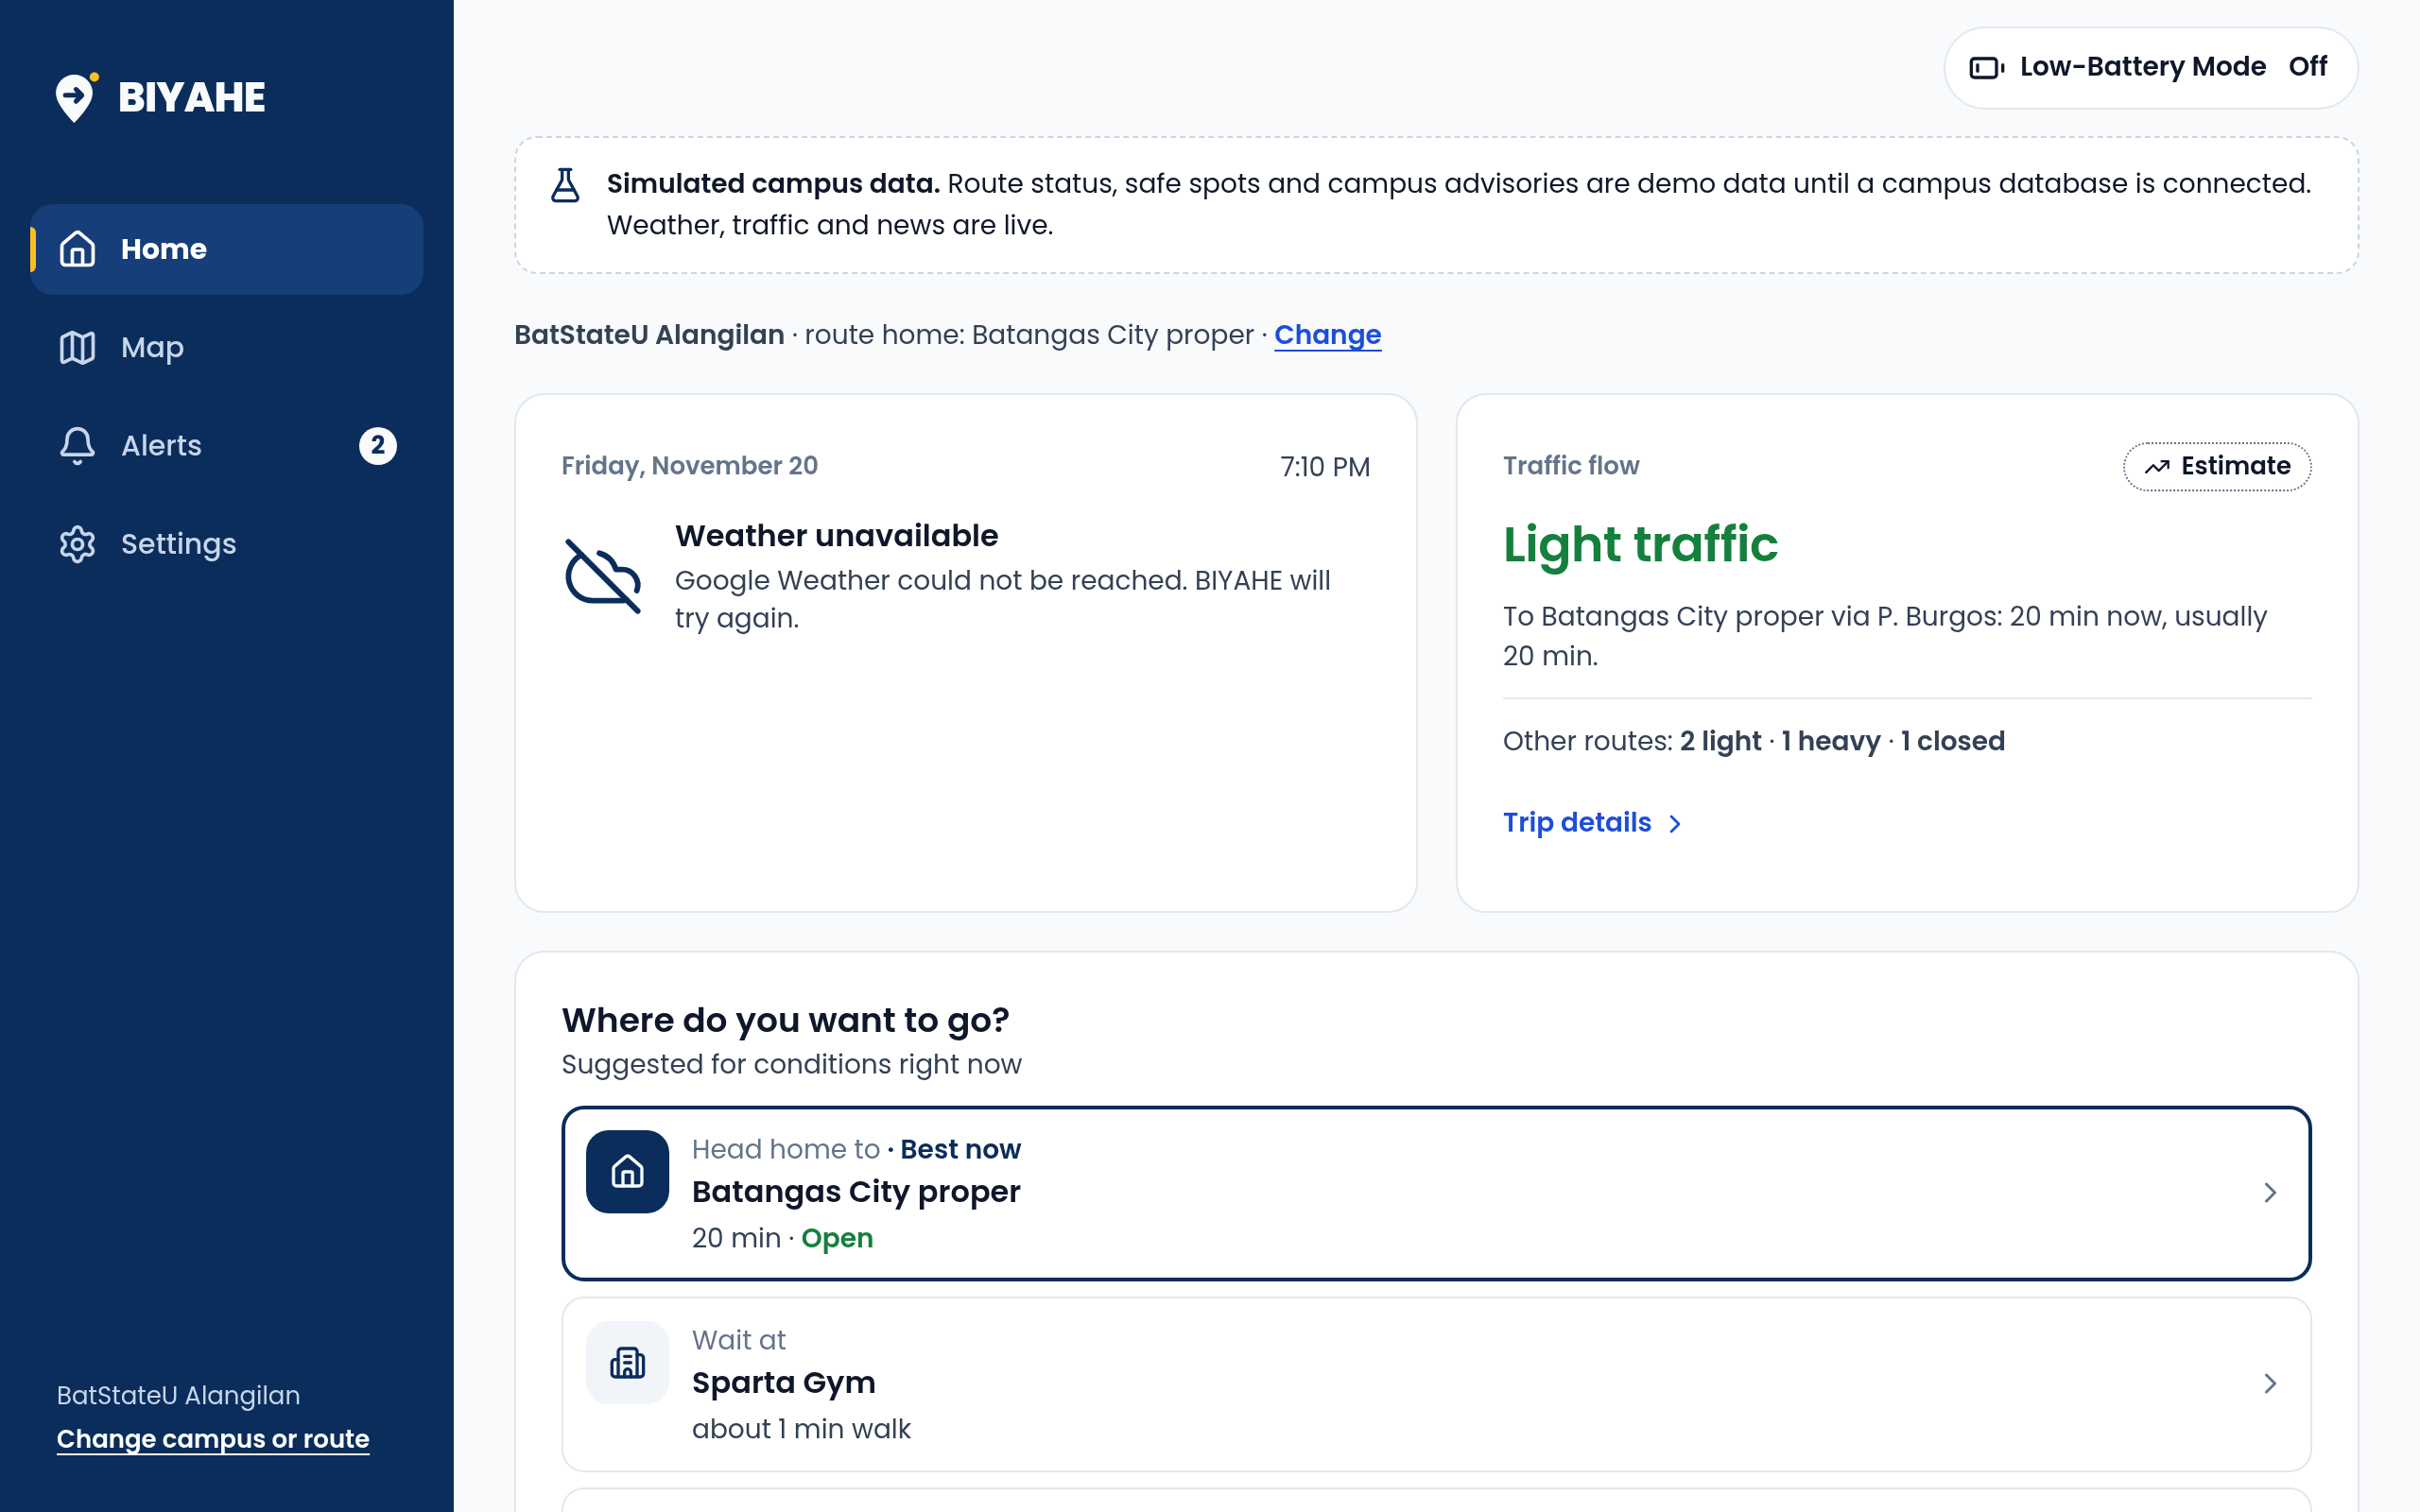 BIYAHE
Home
Map
Alerts 2
Settings
BatStateU Alangilan
Change campus or route
Low-Battery Mode Off
Simulated campus data. Route status, safe spots and campus advisories are demo data until a campus database is connected.
Weather, traffic and news are live.
BatStateU Alangilan · route home: Batangas City proper · Change
Friday, November 20 7:10 PM
Weather unavailable
Google Weather could not be reached. BIYAHE will
try again.
Traffic flow Estimate
Light traffic
To Batangas City proper via P. Burgos: 20 min now, usually
20 min.
Other routes: 2 light · 1 heavy · 1 closed
Trip details
Where do you want to go?
Suggested for conditions right now
Head home to · Best now
Batangas City proper
20 min · Open
Wait at
Sparta Gym
about 1 min walk